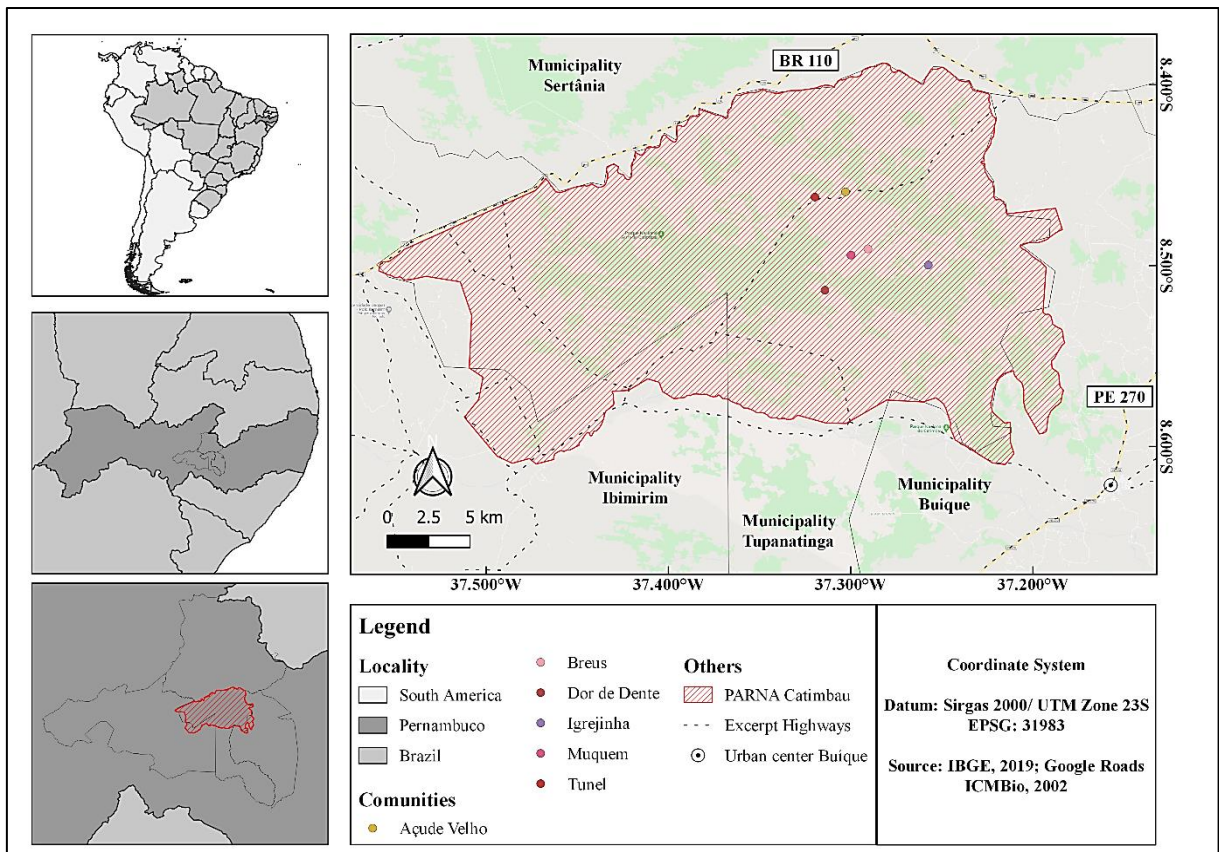 BR 110
Municipality
Sertânia
8.400°S
8.500°S
PE 270
8.600°S
N
Municipality
Ibimirim
Municipality
Buique
Municipality
Tupanatinga
0 2.5 5 km
37.500°W 37.400°W 37.300°W 37.200°W
Legend
Locality
South America
Pernambuco
Brazil
Comunities
Açude Velho
Breus
Dor de Dente
Igrejinha
Muquem
Tunel
Others
PARNA Catimbau
Excerpt Highways
Urban center Buíque
Coordinate System
Datum: Sirgas 2000/ UTM Zone 23S
EPSG: 31983
Source: IBGE, 2019; Google Roads
ICMBio, 2002